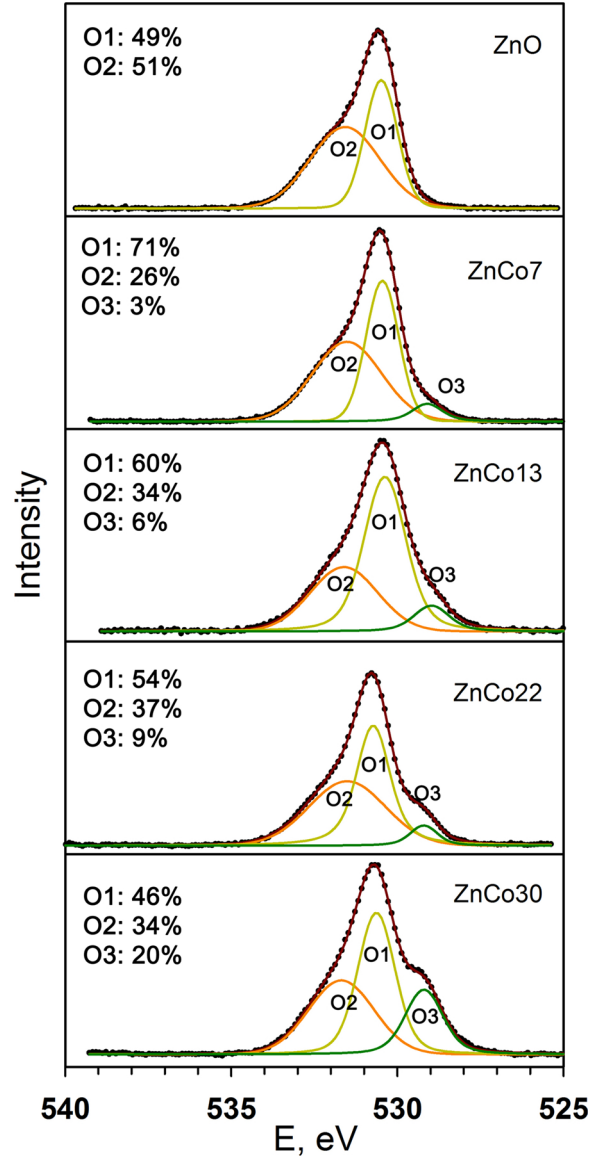 O1: 49%
O2: 51%
ZnO
O2
O1
O1: 71%
O2: 26%
O3: 3%
ZnCo7
O2
O1
O3
O1: 60%
O2: 34%
O3: 6%
ZnCo13
O2
O1
O3
O1: 54%
O2: 37%
O3: 9%
ZnCo22
O2
O1
O3
O1: 46%
O2: 34%
O3: 20%
ZnCo30
O2
O1
O3
Intensity
540 535 530 525
E, eV